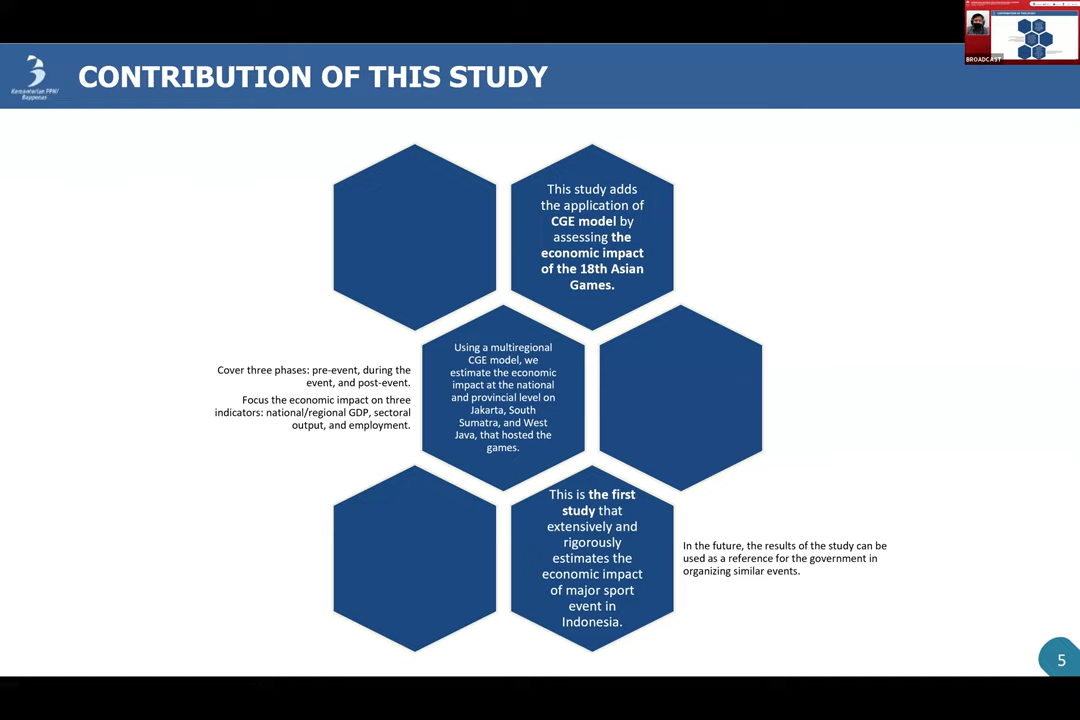 BROADCAST
Kementerian PPN/
Bappenas
CONTRIBUTION OF THIS STUDY
This study adds
the application of
CGE model by
assessing the
economic impact
of the 18th Asian
Games.
Cover three phases: pre-event, during the
event, and post-event.
Focus the economic impact on three
indicators: national/regional GDP, sectoral
output, and employment.
Using a multiregional
CGE model, we
estimate the economic
impact at the national
and provincial level on
Jakarta, South
Sumatra, and West
Java, that hosted the
games.
This is the first
study that
extensively and
rigorously
estimates the
economic impact
of major sport
event in
Indonesia.
In the future, the results of the study can be
used as a reference for the government in
organizing similar events.
5